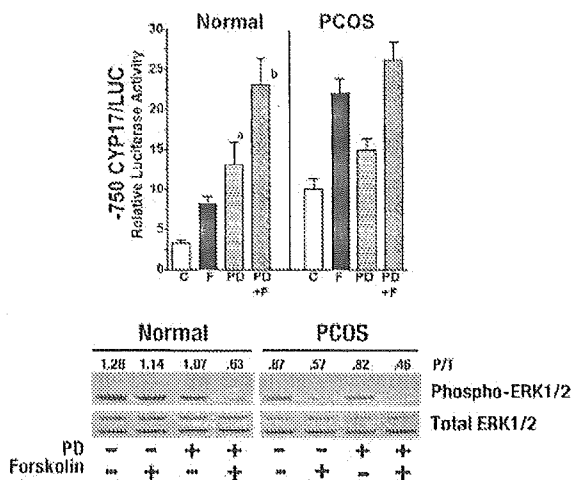 Normal PCOS
-750 CYP17/LUC
Relative Luciferase Activity
30
25
20
15
10
5
0
a
b
C F PD PD +F C F PD PD +F
Normal PCOS
1.28 1.14 1.07 .63 .87 .57 .82 .46 P/T
Phospho-ERK1/2
Total ERK1/2
PD - - + + - - + +
Forskolin - + - + - + - +